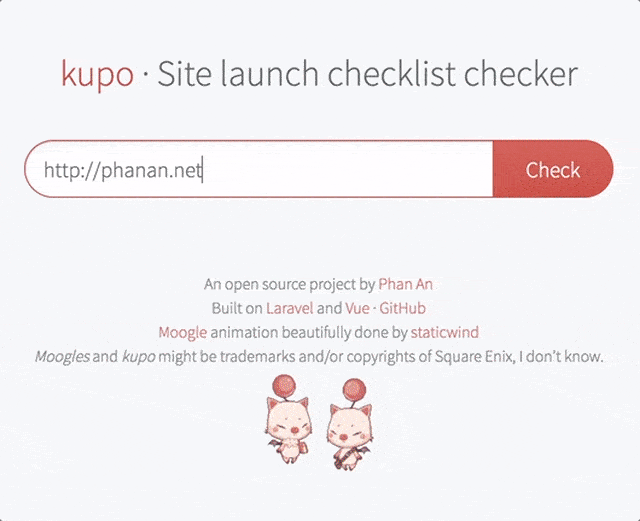 kupo · Site launch checklist checker
http://phanan.net Check
An open source project by Phan An
Built on Laravel and Vue · GitHub
Moogle animation beautifully done by staticwind
Moogles and kupo might be trademarks and/or copyrights of Square Enix, I don't know.